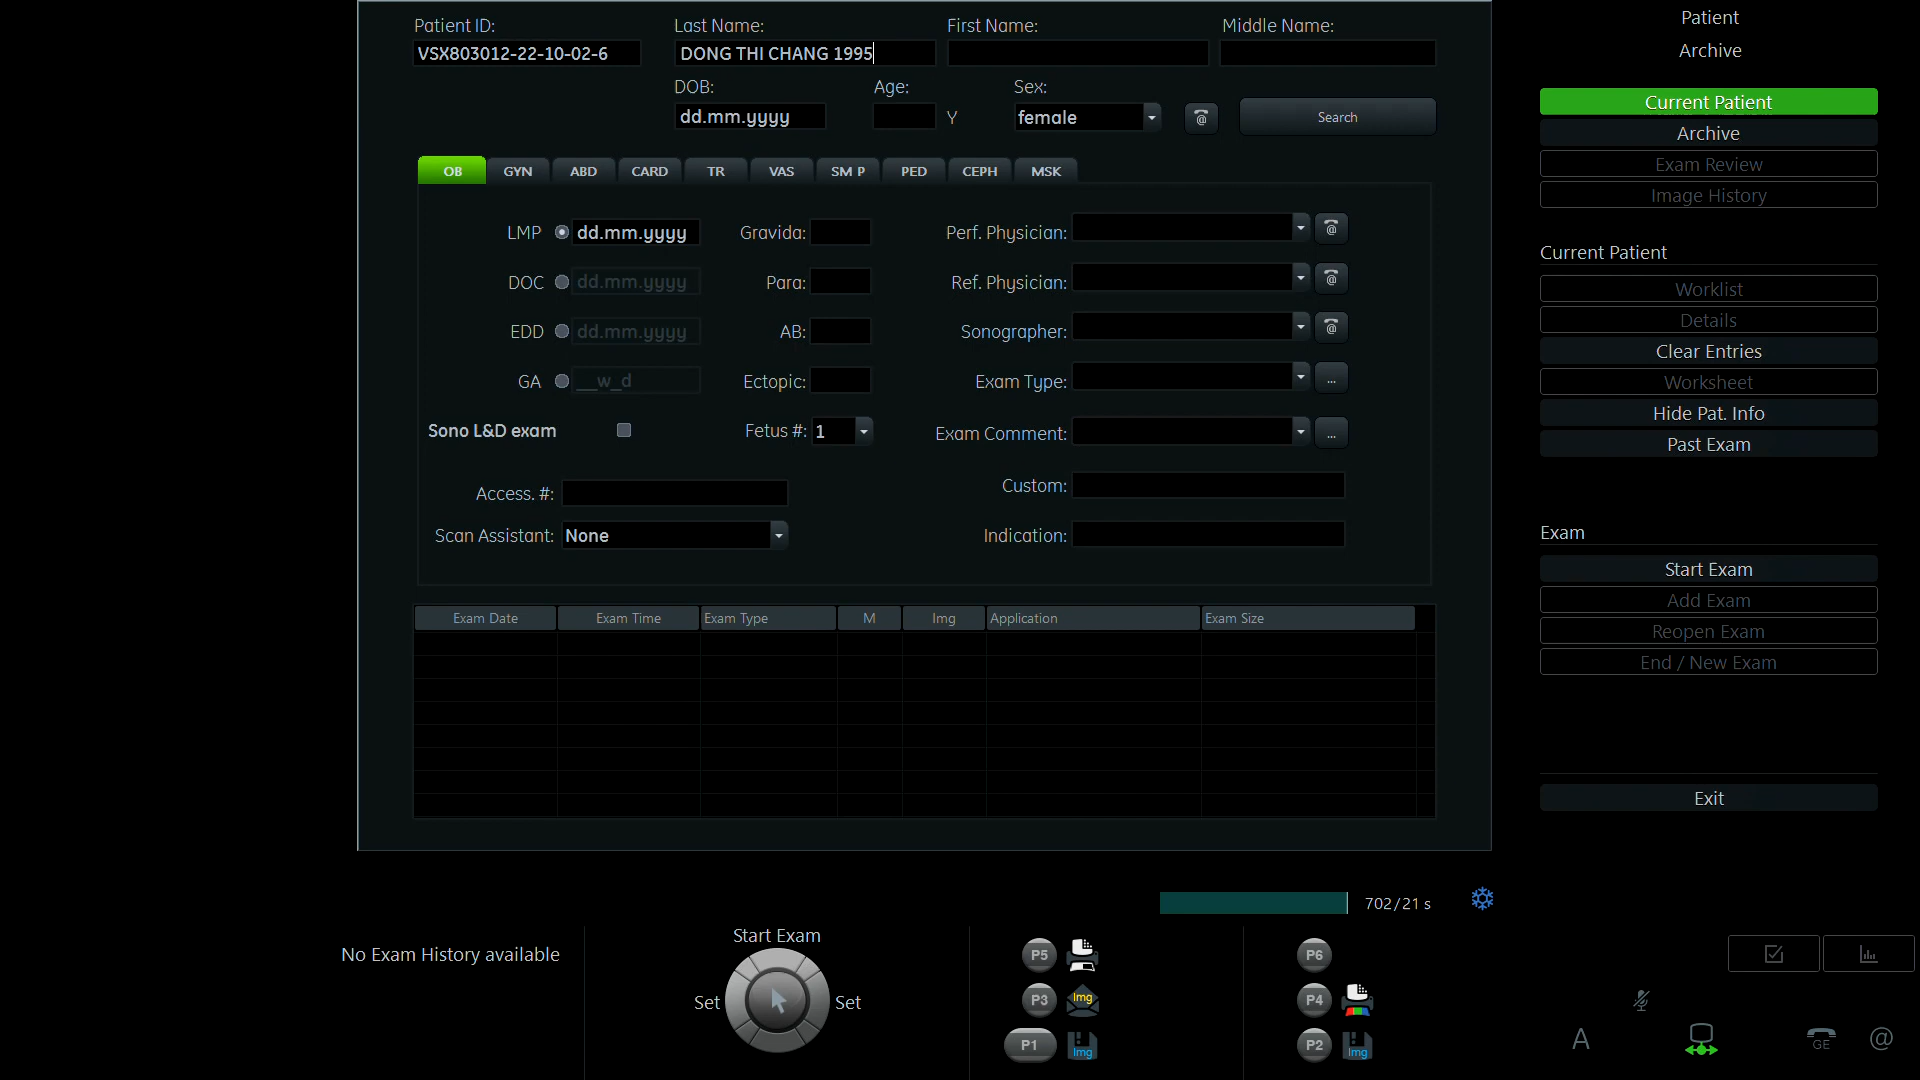 Patient ID: Last Name: First Name: Middle Name:
VSX803012-22-10-02-6 DONG THI CHANG 1995
DOB: Age: Sex:
dd.mm.yyyy Y female @ Search
OB GYN ABD CARD TR VAS SM P PED CEPH MSK
LMP dd.mm.yyyy Gravida: Perf. Physician: @
DOC dd.mm.yyyy Para: Ref. Physician: @
EDD dd.mm.yyyy AB: Sonographer: @
GA __w_d Ectopic: Exam Type: ...
Sono L&D exam Fetus #: 1 Exam Comment: ...
Access. #: Custom:
Scan Assistant: None Indication:
Exam Date Exam Time Exam Type M Img Application Exam Size
Patient
Archive
Current Patient
Archive
Exam Review
Image History
Current Patient
Worklist
Details
Clear Entries
Worksheet
Hide Pat. Info
Past Exam
Exam
Start Exam
Add Exam
Reopen Exam
End / New Exam
Exit
702/21 s
No Exam History available
Start Exam
Set Set
P5
P3 Img
P1 Img
P6
P4
P2 Img
A GE @